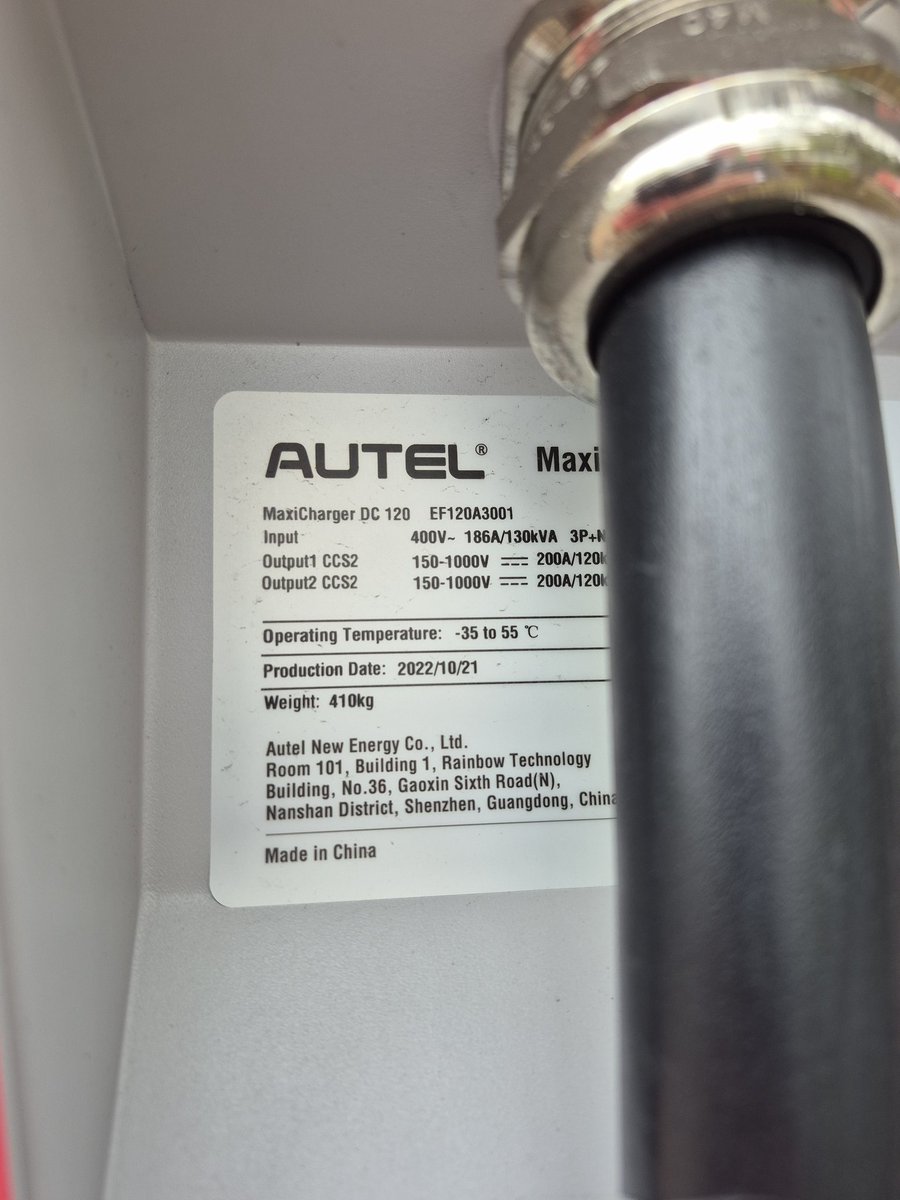 AUTEL® Maxi
MaxiCharger DC 120 EF120A3001
Input 400V~ 186A/130kVA 3P+N
Output1 CCS2 150-1000V ⎓ 200A/120k
Output2 CCS2 150-1000V ⎓ 200A/120k
Operating Temperature: -35 to 55 ℃
Production Date: 2022/10/21
Weight: 410kg
Autel New Energy Co., Ltd.
Room 101, Building 1, Rainbow Technology
Building, No.36, Gaoxin Sixth Road(N),
Nanshan District, Shenzhen, Guangdong, China
Made in China